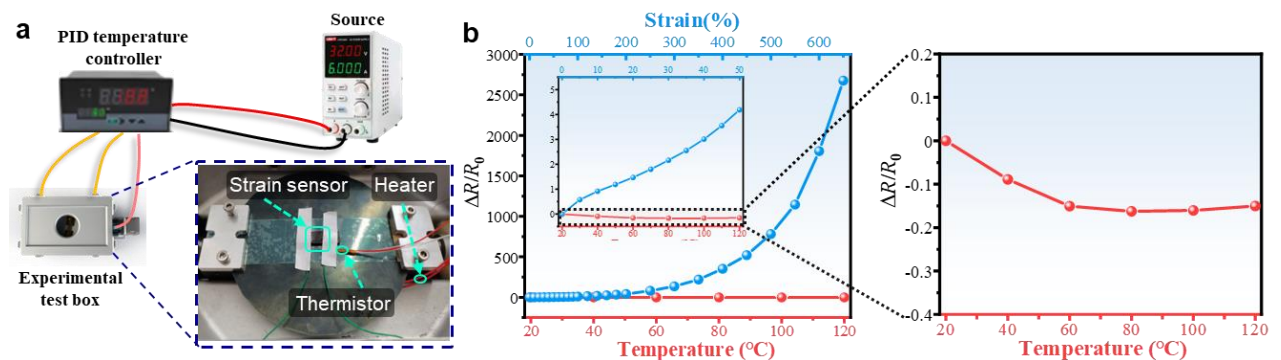 a
PID temperature
controller
Source
3200
6.000
Experimental
test box
Strain sensor
Heater
Thermistor
b
Strain(%)
0 100 200 300 400 500 600
3000
2500
2000
1500
1000
500
0
ΔR/R0
20 40 60 80 100 120
Temperature (°C)
0 10 20 30 40 50
5
4
3
2
1
0
20 40 60 80 100 120
0.2
0.1
0
-0.1
-0.2
-0.3
-0.4
ΔR/R0
20 40 60 80 100 120
Temperature (°C)